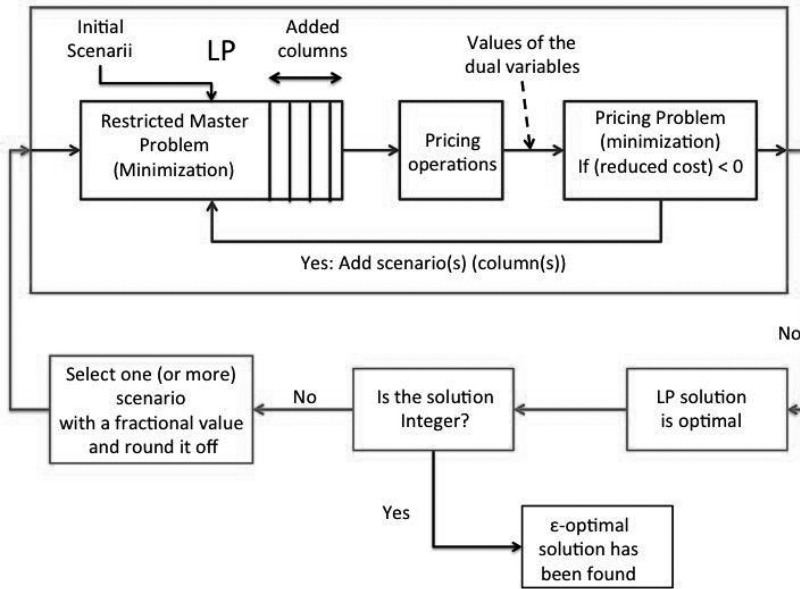 Initial
Scenarii
LP
Added
columns
Values of the
dual variables
Restricted Master
Problem
(Minimization)
Pricing
operations
Pricing Problem
(minimization)
If (reduced cost) < 0
Yes: Add scenario(s) (column(s))
No
Select one (or more)
scenario
with a fractional value
and round it off
No
Is the solution
Integer?
LP solution
is optimal
Yes
ε-optimal
solution has
been found